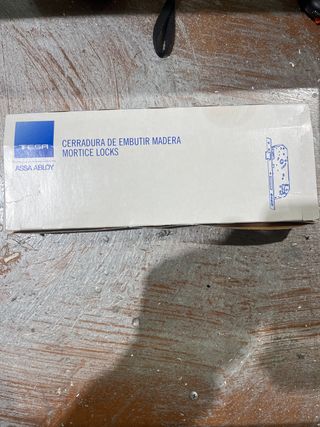 TESA
ASSA ABLOY
CERRADURA DE EMBUTIR MADERA
MORTICE LOCKS